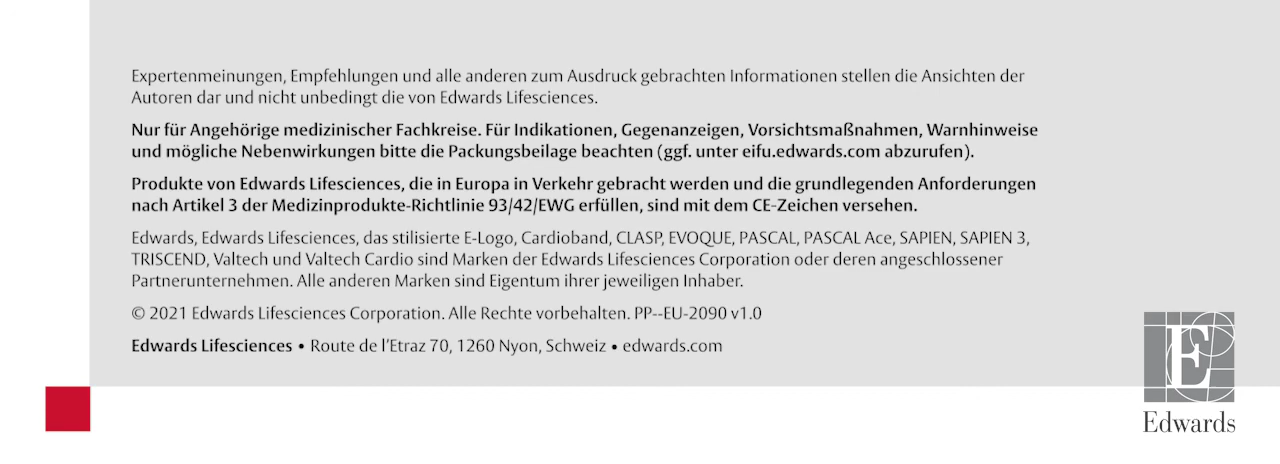 Expertenmeinungen, Empfehlungen und alle anderen zum Ausdruck gebrachten Informationen stellen die Ansichten der
Autoren dar und nicht unbedingt die von Edwards Lifesciences.
Nur für Angehörige medizinischer Fachkreise. Für Indikationen, Gegenanzeigen, Vorsichtsmaßnahmen, Warnhinweise
und mögliche Nebenwirkungen bitte die Packungsbeilage beachten (ggf. unter eifu.edwards.com abzurufen).
Produkte von Edwards Lifesciences, die in Europa in Verkehr gebracht werden und die grundlegenden Anforderungen
nach Artikel 3 der Medizinprodukte-Richtlinie 93/42/EWG erfüllen, sind mit dem CE-Zeichen versehen.
Edwards, Edwards Lifesciences, das stilisierte E-Logo, Cardioband, CLASP, EVOQUE, PASCAL, PASCAL Ace, SAPIEN, SAPIEN 3,
TRISCEND, Valtech und Valtech Cardio sind Marken der Edwards Lifesciences Corporation oder deren angeschlossener
Partnerunternehmen. Alle anderen Marken sind Eigentum ihrer jeweiligen Inhaber.
© 2021 Edwards Lifesciences Corporation. Alle Rechte vorbehalten. PP--EU-2090 v1.0
Edwards Lifesciences • Route de l'Etraz 70, 1260 Nyon, Schweiz • edwards.com
E
Edwards